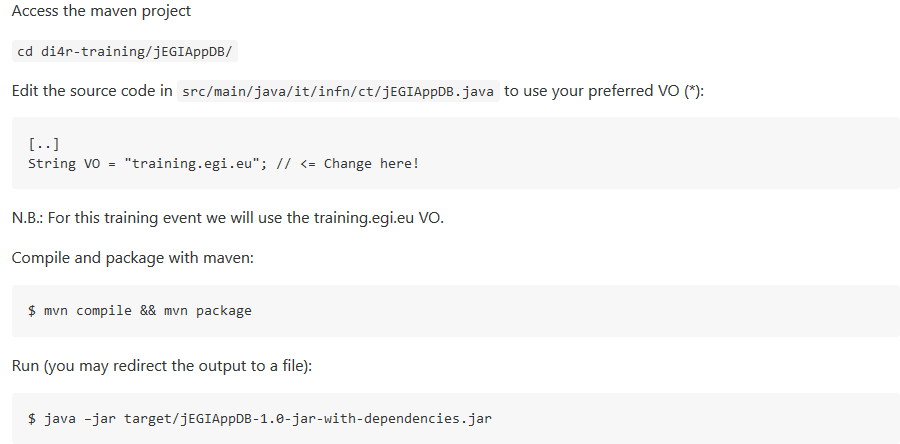 Access the maven project
cd di4r-training/jEGIAppDB/
Edit the source code in src/main/java/it/infn/ct/jEGIAppDB.java to use your preferred VO (*):
[..]
String VO = "training.egi.eu"; // <= Change here!
N.B.: For this training event we will use the training.egi.eu VO.
Compile and package with maven:
$ mvn compile && mvn package
Run (you may redirect the output to a file):
$ java –jar target/jEGIAppDB-1.0-jar-with-dependencies.jar